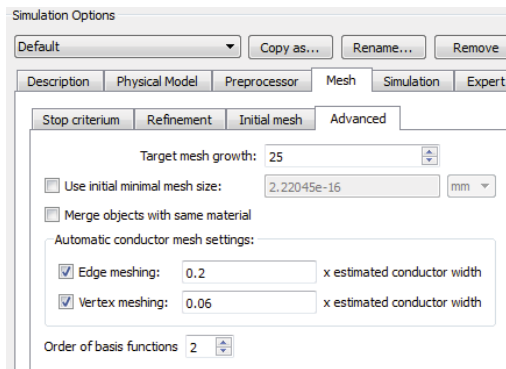 Simulation Options
Default Copy as... Rename... Remove
Description Physical Model Preprocessor Mesh Simulation Expert
Stop criterium Refinement Initial mesh Advanced
Target mesh growth: 25
Use initial minimal mesh size: 2.22045e-16 mm
Merge objects with same material
Automatic conductor mesh settings:
Edge meshing: 0.2 x estimated conductor width
Vertex meshing: 0.06 x estimated conductor width
Order of basis functions 2